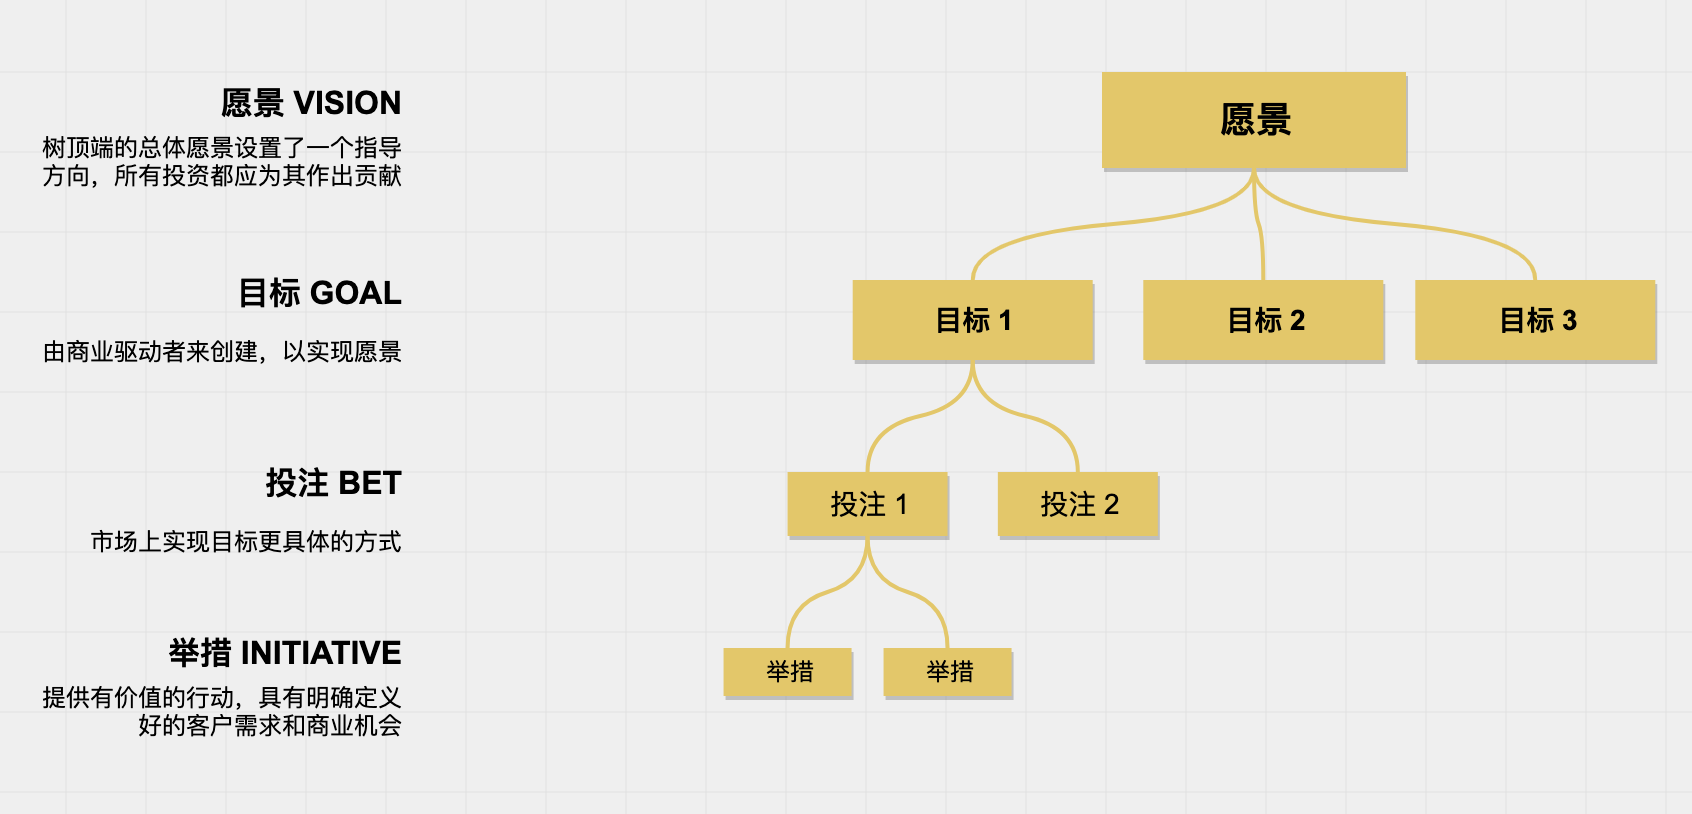 愿景 VISION
树顶端的总体愿景设置了一个指导
方向，所有投资都应为其作出贡献
愿景
目标 GOAL
由商业驱动者来创建，以实现愿景
目标 1
目标 2
目标 3
投注 BET
市场上实现目标更具体的方式
投注 1
投注 2
举措 INITIATIVE
提供有价值的行动，具有明确定义
好的客户需求和商业机会
举措
举措